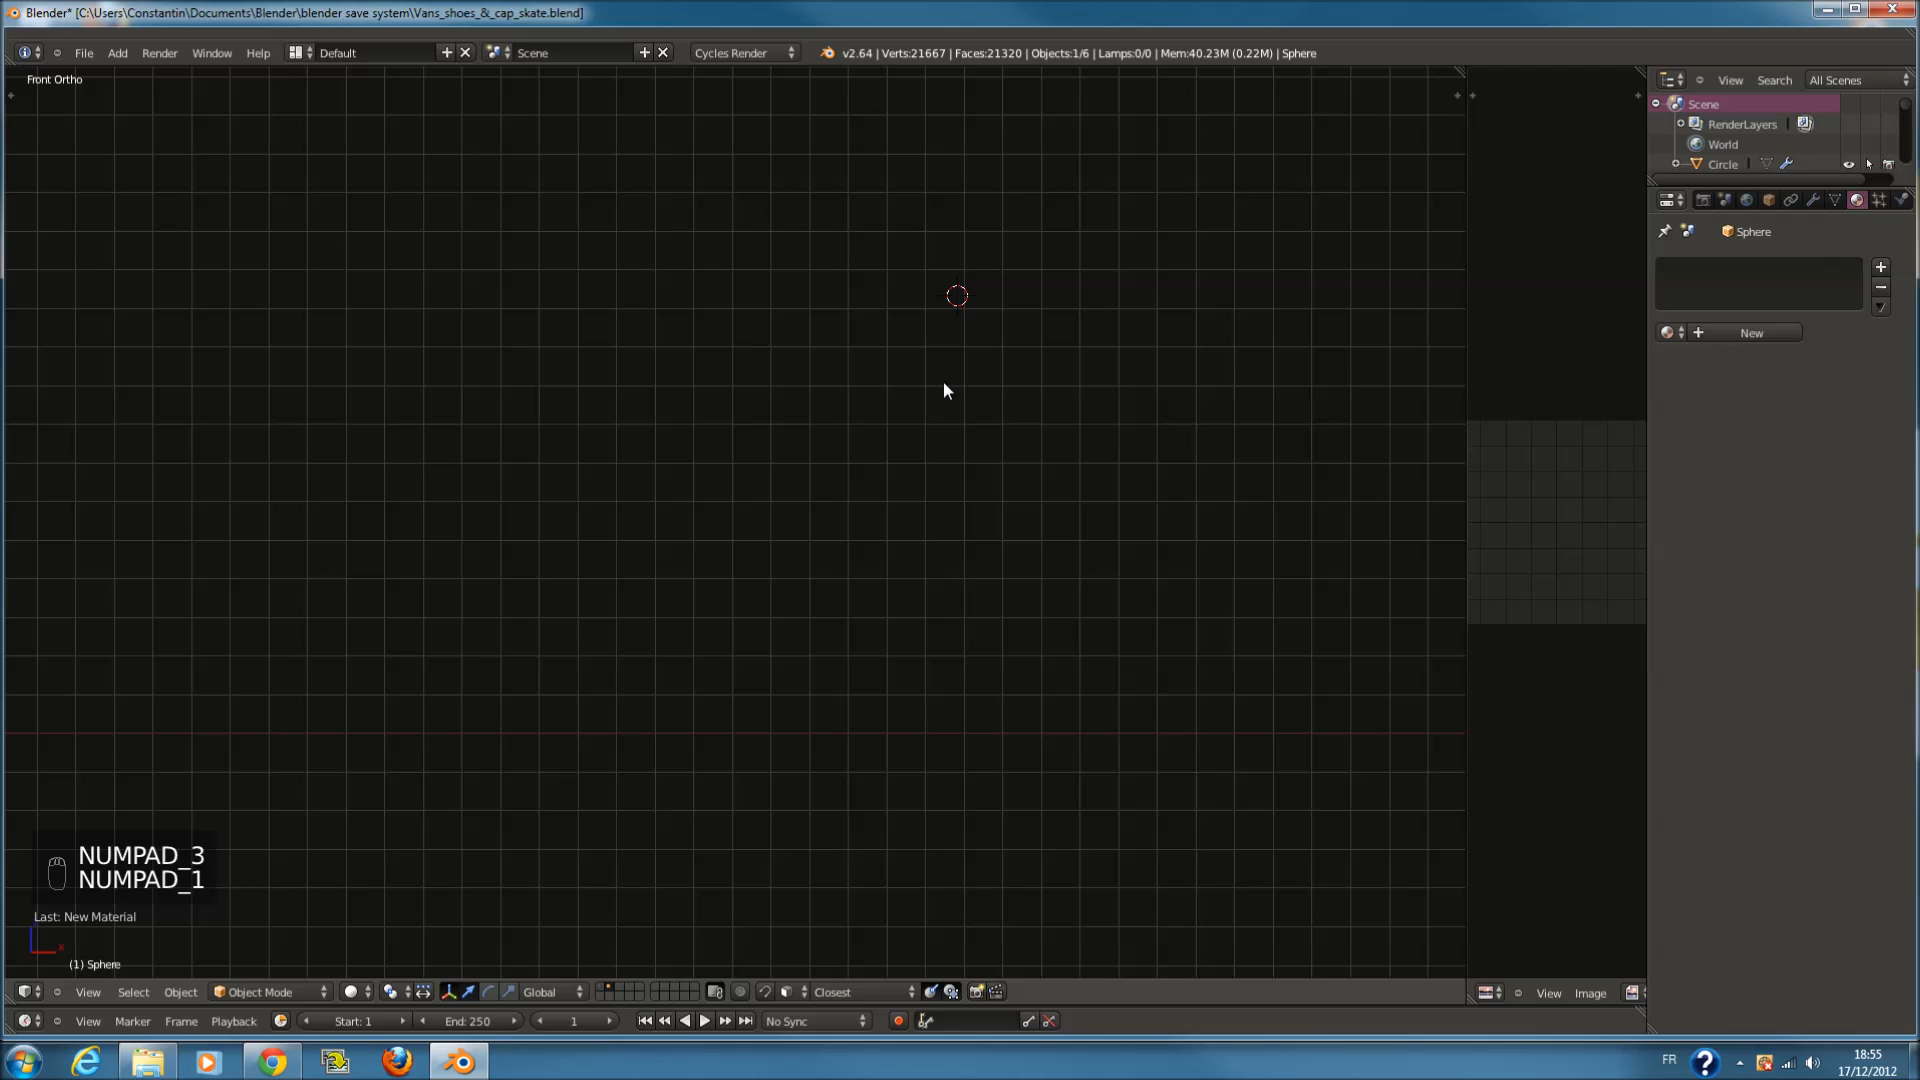 Blender* [C:\Users\Constantin\Documents\Blender\blender save system\Vans_shoes_&_cap_skate.blend]
File Add Render Window Help Default Scene Cycles Render v2.64 | Verts:21667 | Faces:21320 | Objects:1/6 | Lamps:0/0 | Mem:40.23M (0.22M) | Sphere
Front Ortho
View Search All Scenes
Scene
RenderLayers
World
Circle
Sphere
New
NUMPAD_3
NUMPAD_1
Last: New Material
x
(1) Sphere
View Select Object Object Mode Global Closest
View Image
View Marker Frame Playback Start: 1 End: 250 1 No Sync
FR
18:55
17/12/2012